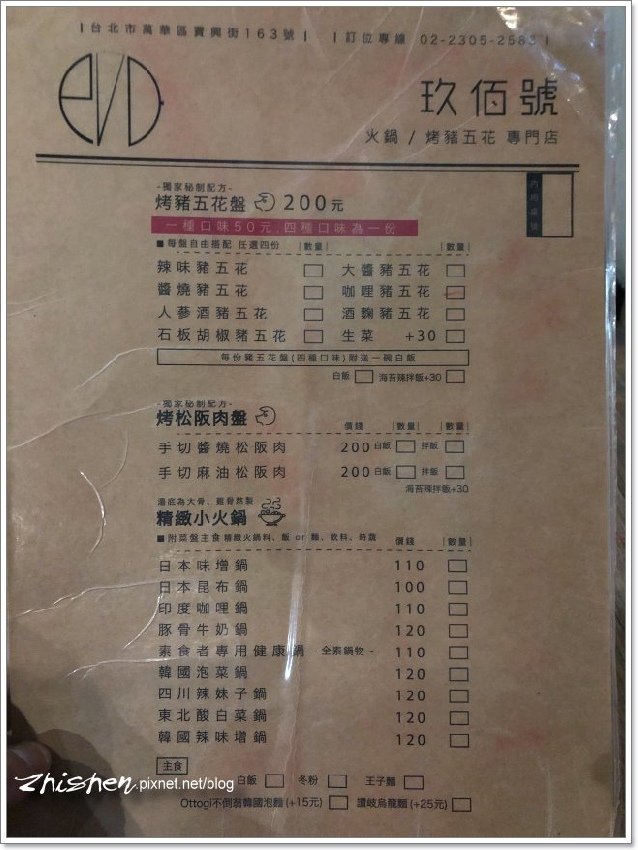 |台北市萬華區寶興街163號| |訂位專線 02-2305-2583|
玖佰號
火鍋 / 烤豬五花 專門店
內用桌號
-獨家秘制配方-
烤豬五花盤 200元
一種口味50元,四種口味為一份
■ 每盤自由搭配 任選四份 |數量| |數量|
辣味豬五花 大醬豬五花
醬燒豬五花 咖哩豬五花
人蔘酒豬五花 酒麴豬五花
石板胡椒豬五花 生菜 +30
每份豬五花盤(四種口味)附送一碗白飯
白飯 海苔辣拌飯+30
-獨家秘制配方-
烤松阪肉盤 價錢 |數量| |數量|
手切醬燒松阪肉 200 白飯 拌飯
手切麻油松阪肉 200 白飯 拌飯
海苔辣拌飯+30
湯底為大骨、雞骨熬製
精緻小火鍋
■ 附菜盤主食 精緻火鍋料、飯 or 麵、飲料、時蔬 價錢 |數量|
日本味增鍋 110
日本昆布鍋 100
印度咖哩鍋 110
豚骨牛奶鍋 120
素食者專用健康鍋 全素鍋物 - 110
韓國泡菜鍋 120
四川辣妹子鍋 120
東北酸白菜鍋 120
韓國辣味增鍋 120
主食
白飯 冬粉 王子麵
Ottogi不倒翁韓國泡麵 (+15元) 讚岐烏龍麵 (+25元)
zhishen.pixnet.net/blog